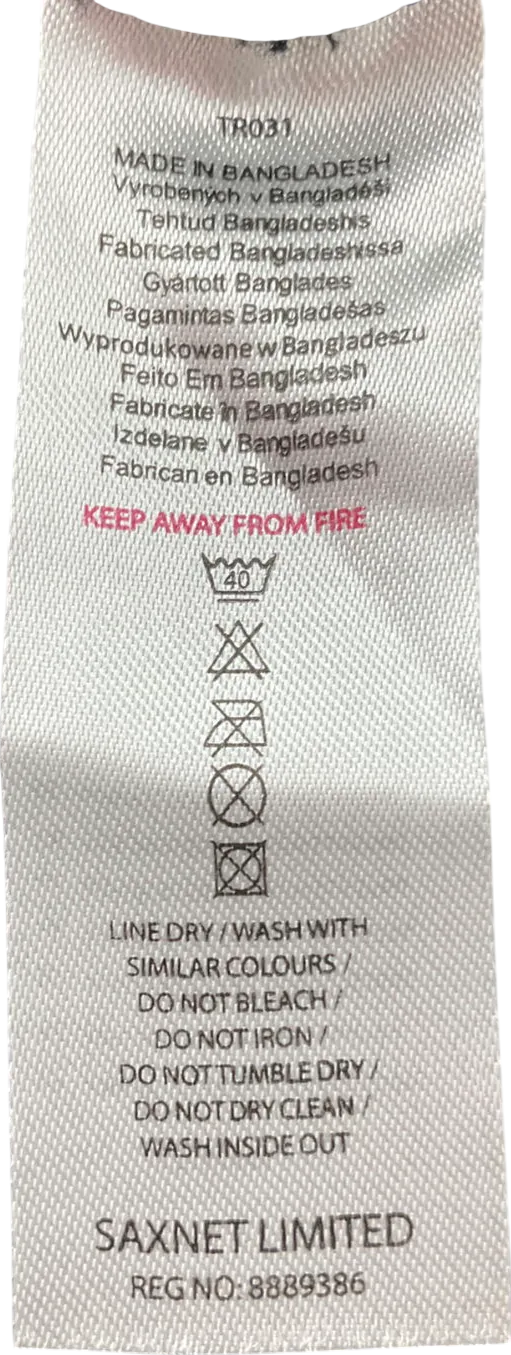 TR031
MADE IN BANGLADESH
Vyrobených v Bangladéši
Tehtud Bangladeshis
Fabricated Bangladeshissa
Gyártott Banglades
Pagamintas Bangladešas
Wyprodukowane w Bangladeszu
Feito Em Bangladesh
Fabricate în Bangladesh
Izdelane v Bangladešu
Fabrican en Bangladesh
KEEP AWAY FROM FIRE
40
LINE DRY / WASH WITH
SIMILAR COLOURS /
DO NOT BLEACH /
DO NOT IRON /
DO NOT TUMBLE DRY /
DO NOT DRY CLEAN /
WASH INSIDE OUT
SAXNET LIMITED
REG NO: 8889386